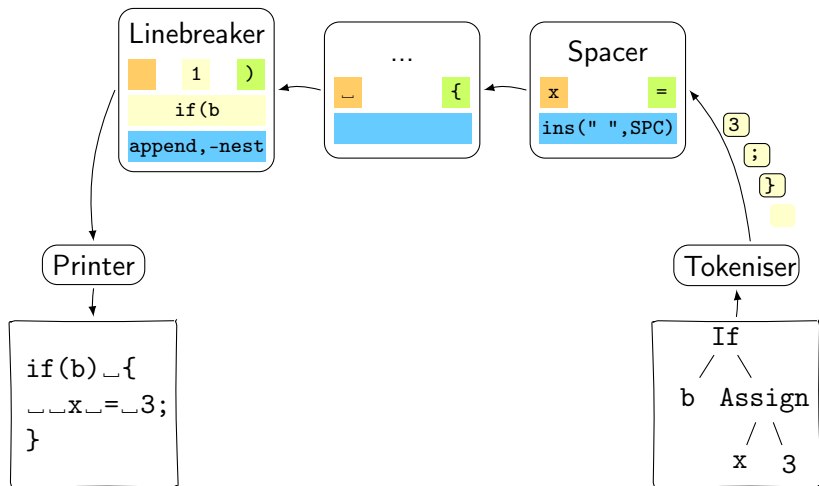 Linebreaker
1 )
if(b
append,-nest
...
␣ {
Spacer
x =
ins(" ",SPC)
3
;
}
Printer
Tokeniser
if(b)␣{
␣␣x␣=␣3;
}
If
b Assign
x 3